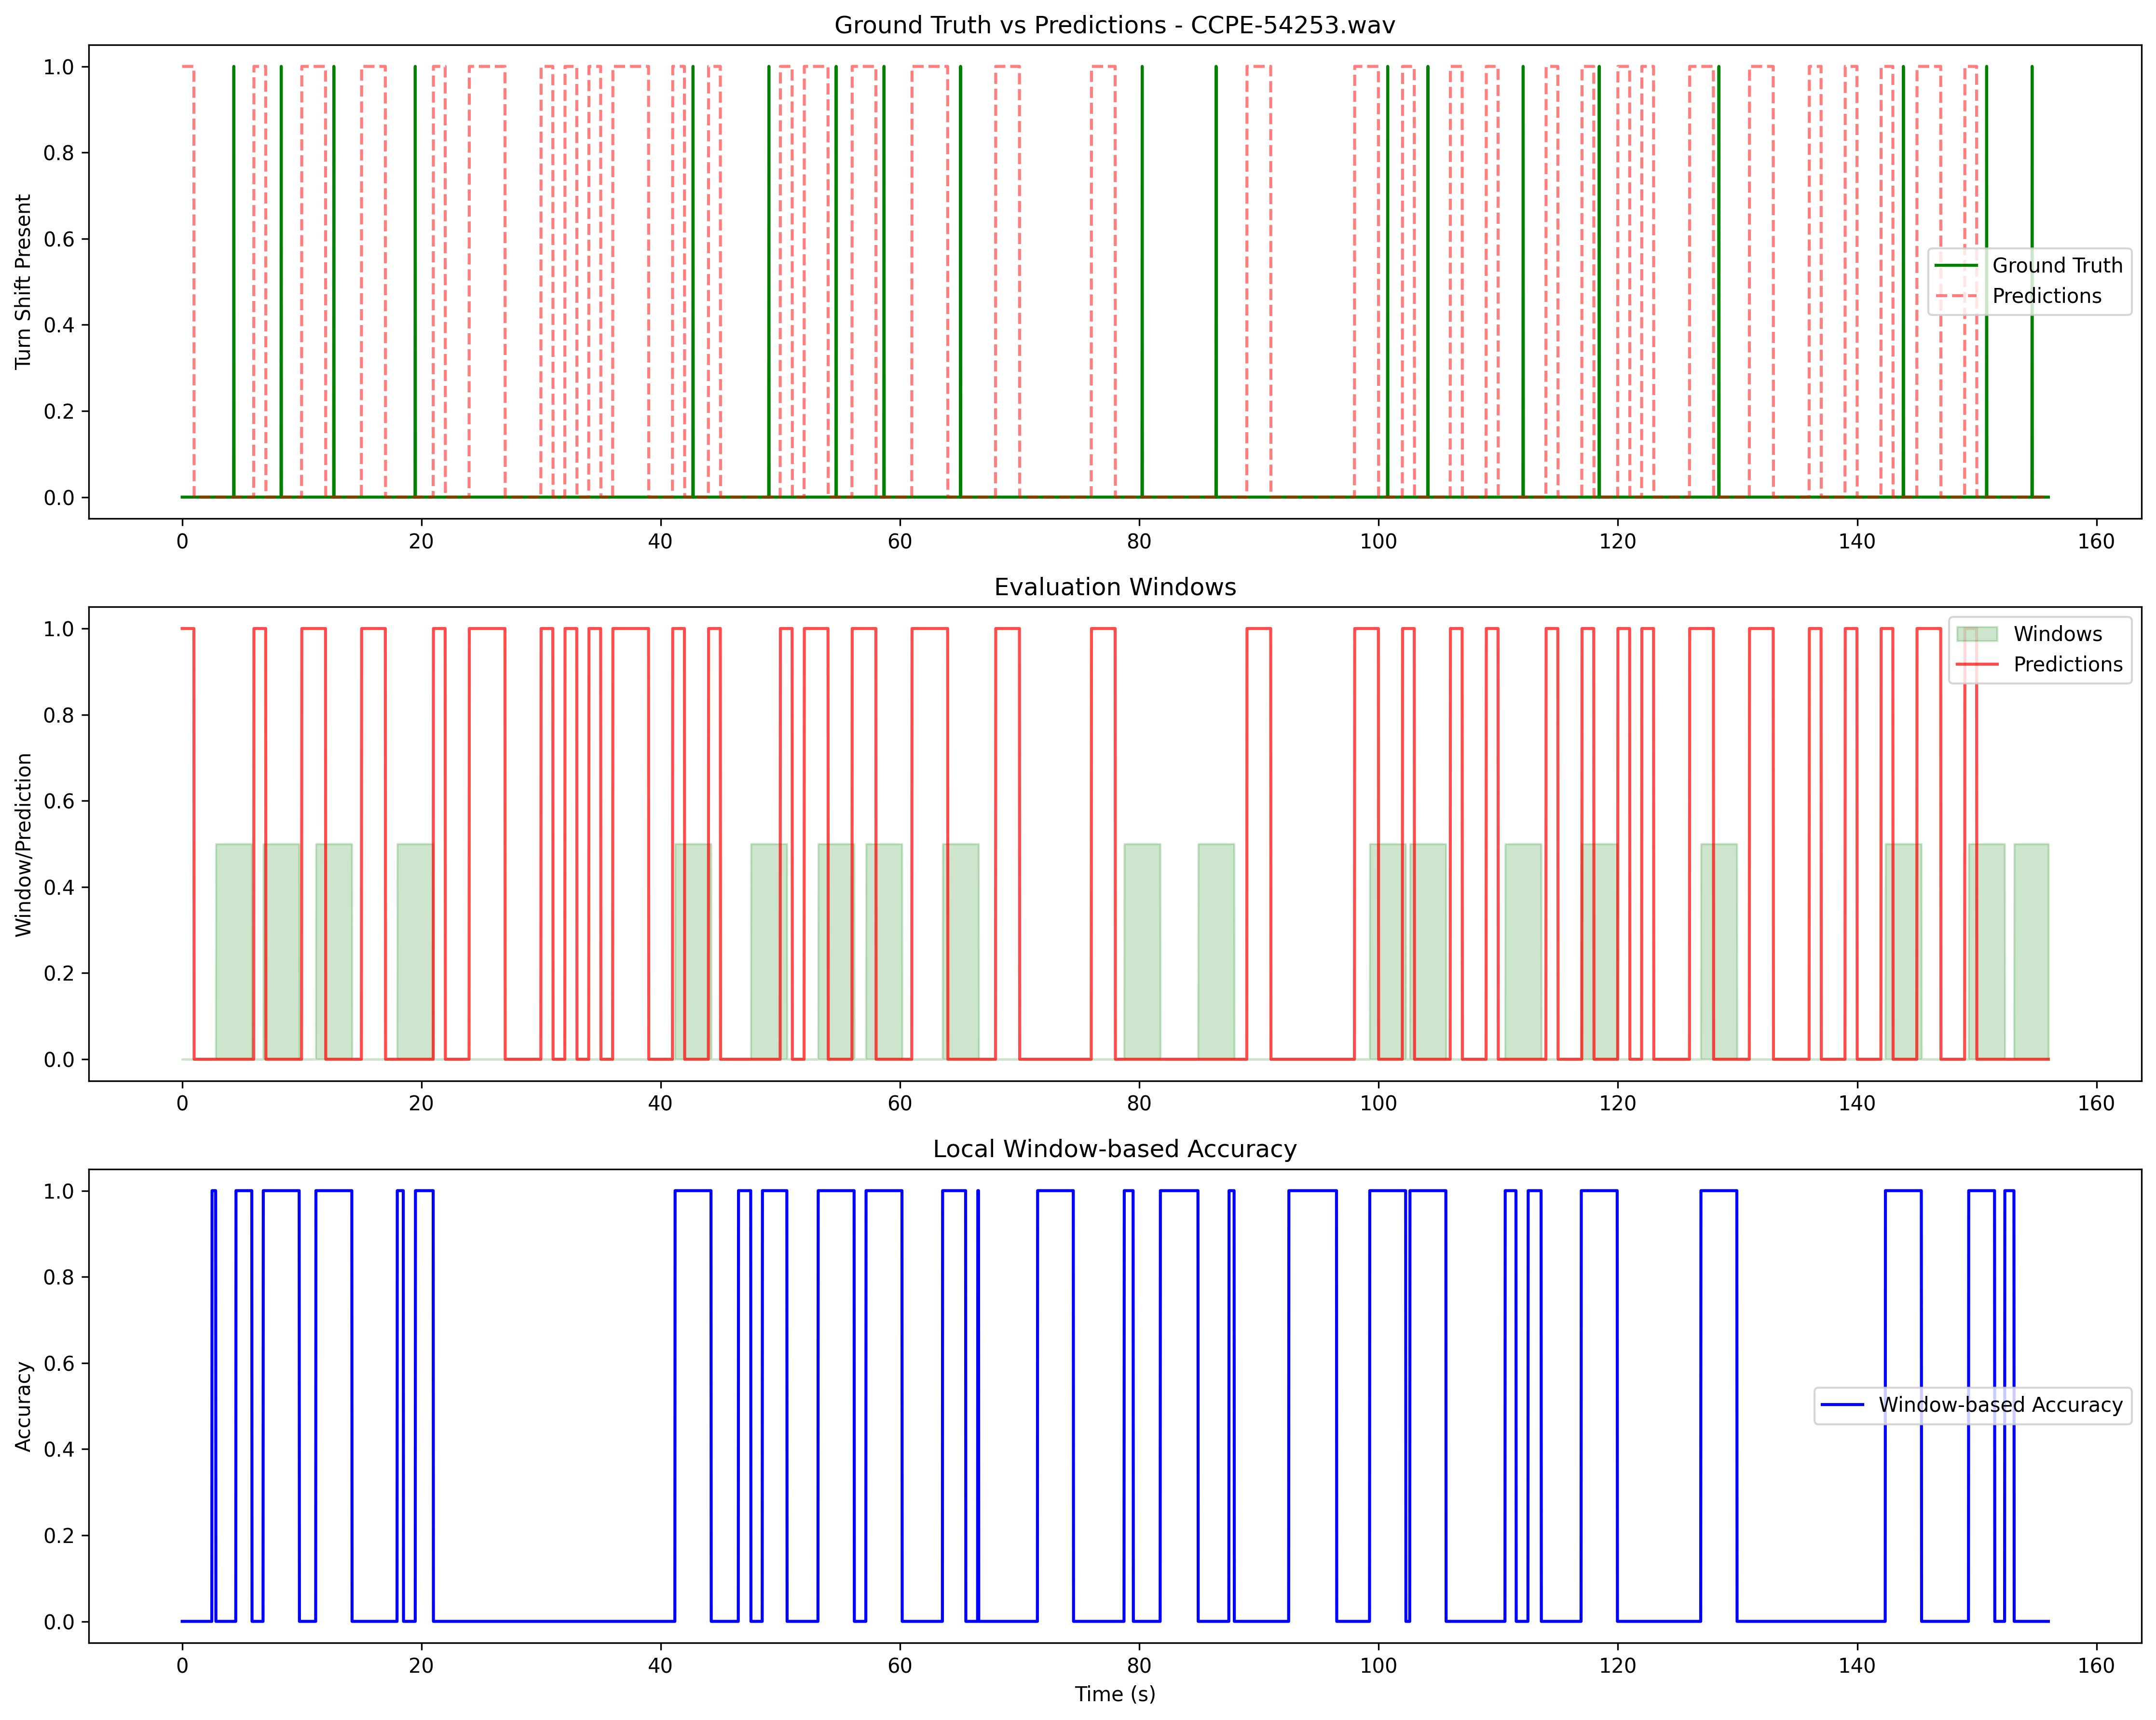 Ground Truth vs Predictions - CCPE-54253.wav
Turn Shift Present
1.0
0.8
0.6
0.4
0.2
0.0
Ground Truth
Predictions
0 20 40 60 80 100 120 140 160
Evaluation Windows
Window/Prediction
1.0
0.8
0.6
0.4
0.2
0.0
Windows
Predictions
0 20 40 60 80 100 120 140 160
Local Window-based Accuracy
Accuracy
1.0
0.8
0.6
0.4
0.2
0.0
Window-based Accuracy
0 20 40 60 80 100 120 140 160
Time (s)